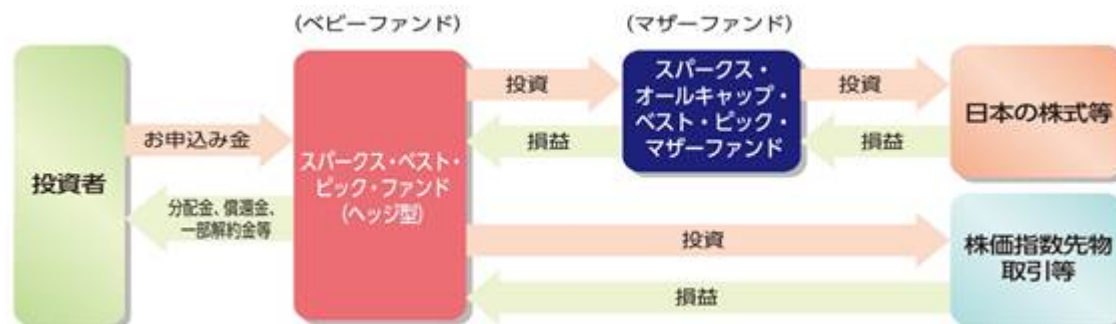 (ベビーファンド)
(マザーファンド)
投資者
お申込み金
分配金、償還金、
一部解約金等
スパークス・ベスト・
ピック・ファンド
(ヘッジ型)
投資
損益
スパークス・
オールキャップ・
ベスト・ピック・
マザーファンド
投資
損益
日本の株式等
投資
損益
株価指数先物
取引等